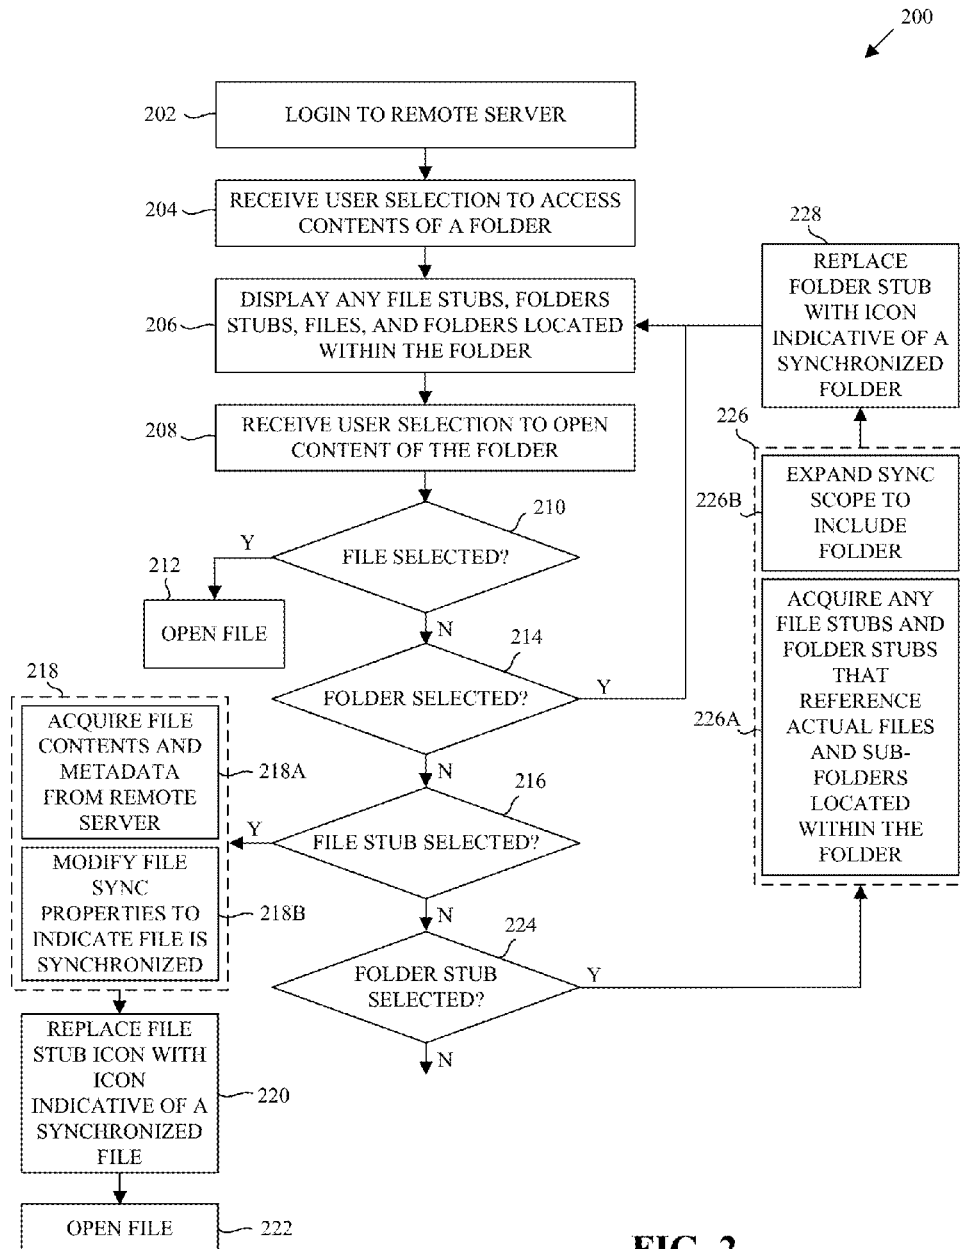 200
202
LOGIN TO REMOTE SERVER
204
RECEIVE USER SELECTION TO ACCESS
CONTENTS OF A FOLDER
206
DISPLAY ANY FILE STUBS, FOLDERS
STUBS, FILES, AND FOLDERS LOCATED
WITHIN THE FOLDER
208
RECEIVE USER SELECTION TO OPEN
CONTENT OF THE FOLDER
210
FILE SELECTED?
Y
N
212
OPEN FILE
214
FOLDER SELECTED?
Y
N
216
FILE STUB SELECTED?
Y
N
218
ACQUIRE FILE
CONTENTS AND
METADATA
FROM REMOTE
SERVER
218A
MODIFY FILE
SYNC
PROPERTIES TO
INDICATE FILE IS
SYNCHRONIZED
218B
REPLACE FILE
STUB ICON WITH
ICON
INDICATIVE OF A
SYNCHRONIZED
FILE
220
OPEN FILE
222
224
FOLDER STUB
SELECTED?
Y
N
226
226A
ACQUIRE ANY
FILE STUBS AND
FOLDER STUBS
THAT
REFERENCE
ACTUAL FILES
AND SUB-
FOLDERS
LOCATED
WITHIN THE
FOLDER
226B
EXPAND SYNC
SCOPE TO
INCLUDE
FOLDER
228
REPLACE
FOLDER STUB
WITH ICON
INDICATIVE OF A
SYNCHRONIZED
FOLDER
FIG. 2